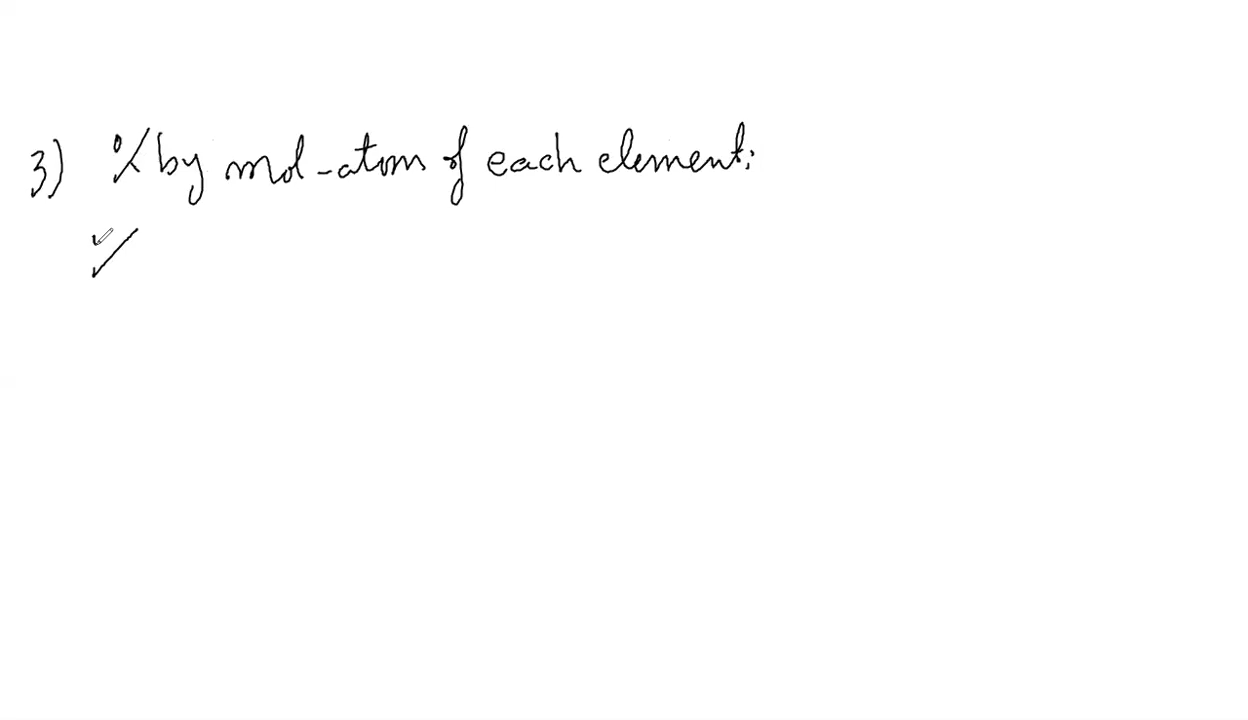 3) % by mol-atom of each element: